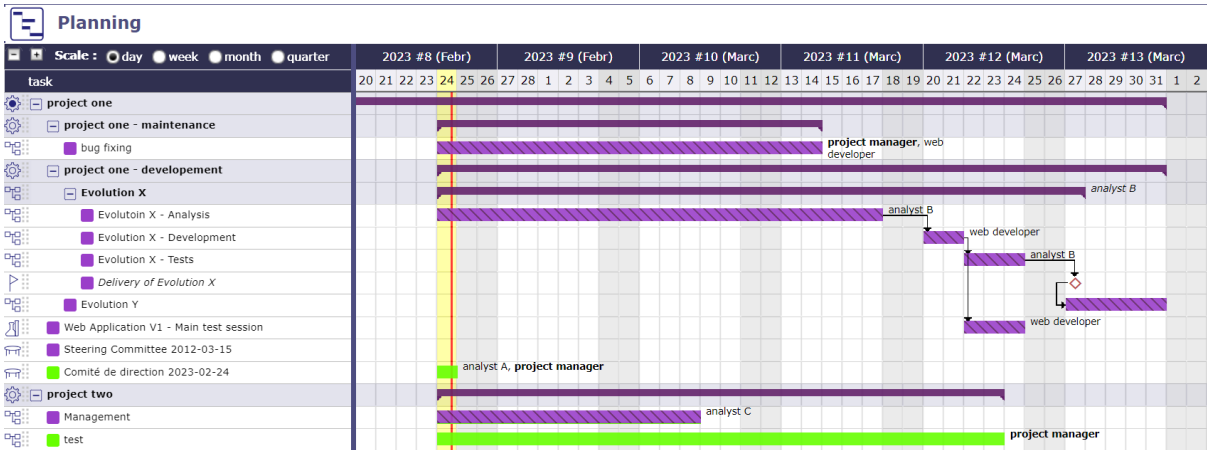 Planning
Scale : day week month quarter 2023 #8 (Febr) 2023 #9 (Febr) 2023 #10 (Marc) 2023 #11 (Marc) 2023 #12 (Marc) 2023 #13 (Marc)
task 20 21 22 23 24 25 26 27 28 1 2 3 4 5 6 7 8 9 10 11 12 13 14 15 16 17 18 19 20 21 22 23 24 25 26 27 28 29 30 31 1 2
project one
project one - maintenance
bug fixing project manager, web
developer
project one - developement
Evolution X analyst B
Evolutoin X - Analysis analyst B
Evolution X - Development web developer
Evolution X - Tests analyst B
Delivery of Evolution X
Evolution Y
Web Application V1 - Main test session web developer
Steering Committee 2012-03-15
Comité de direction 2023-02-24 analyst A, project manager
project two
Management analyst C
test project manager